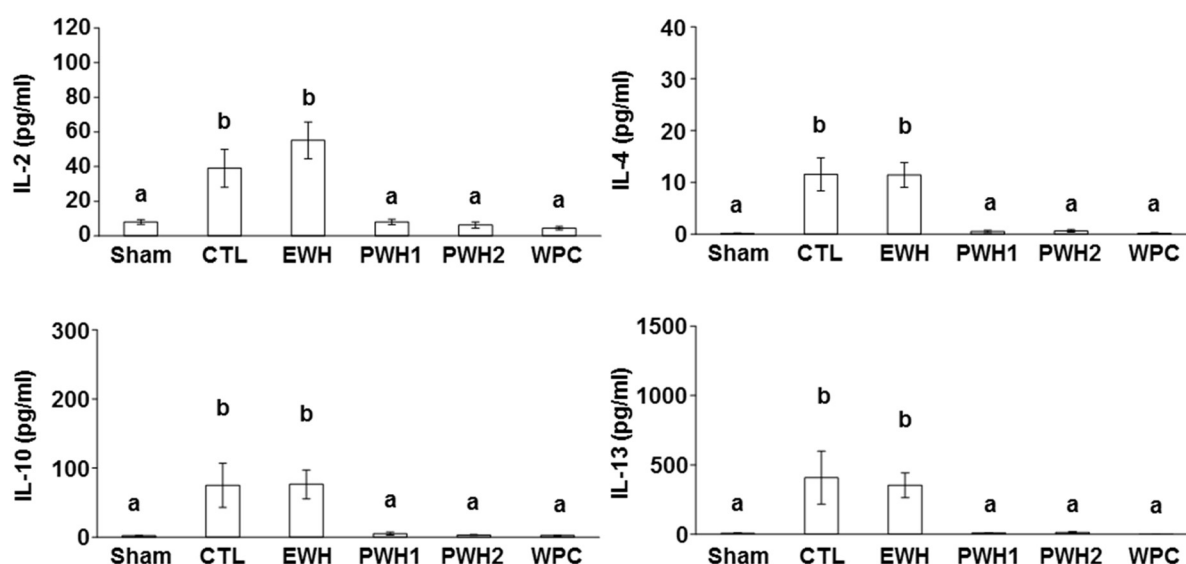 IL-2 (pg/ml)
120
100
80
60
40
20
0
a
b
b
a
a
a
Sham CTL EWH PWH1 PWH2 WPC
IL-4 (pg/ml)
40
30
20
10
0
a
b
b
a
a
a
Sham CTL EWH PWH1 PWH2 WPC
IL-10 (pg/ml)
300
200
100
0
a
b
b
a
a
a
Sham CTL EWH PWH1 PWH2 WPC
IL-13 (pg/ml)
1500
1000
500
0
a
b
b
a
a
a
Sham CTL EWH PWH1 PWH2 WPC